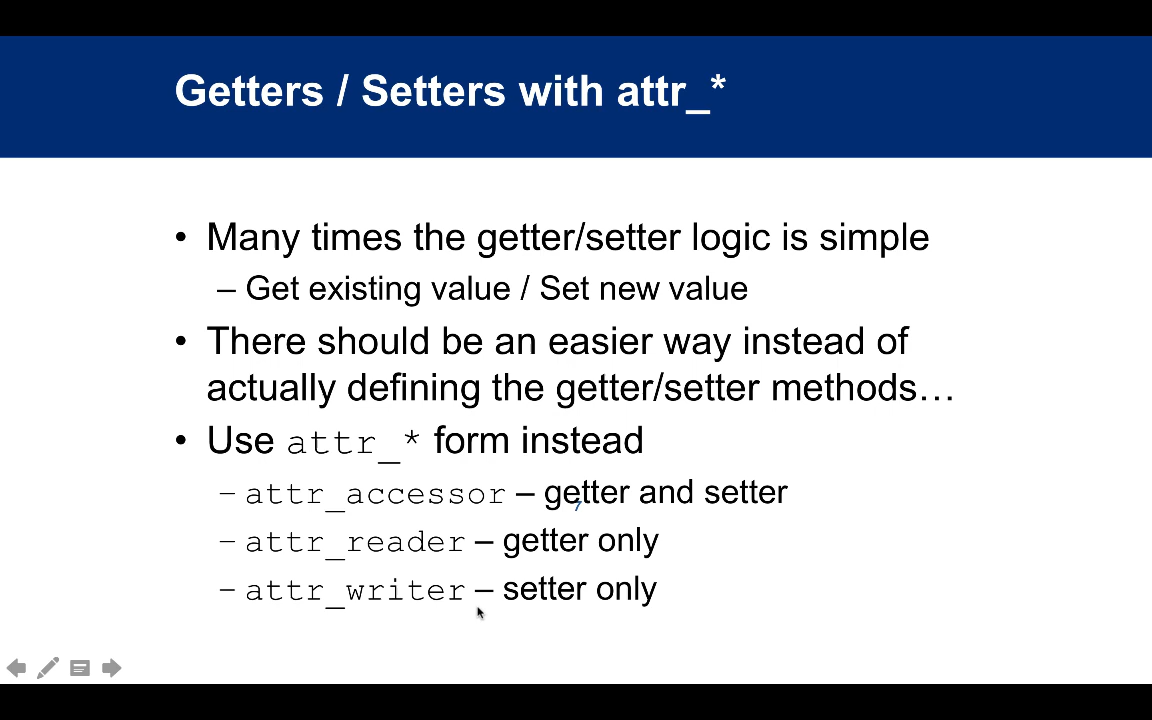 Getters / Setters with attr_*
• Many times the getter/setter logic is simple
– Get existing value / Set new value
• There should be an easier way instead of
actually defining the getter/setter methods…
• Use attr_* form instead
– attr_accessor – getter and setter
– attr_reader – getter only
– attr_writer – setter only